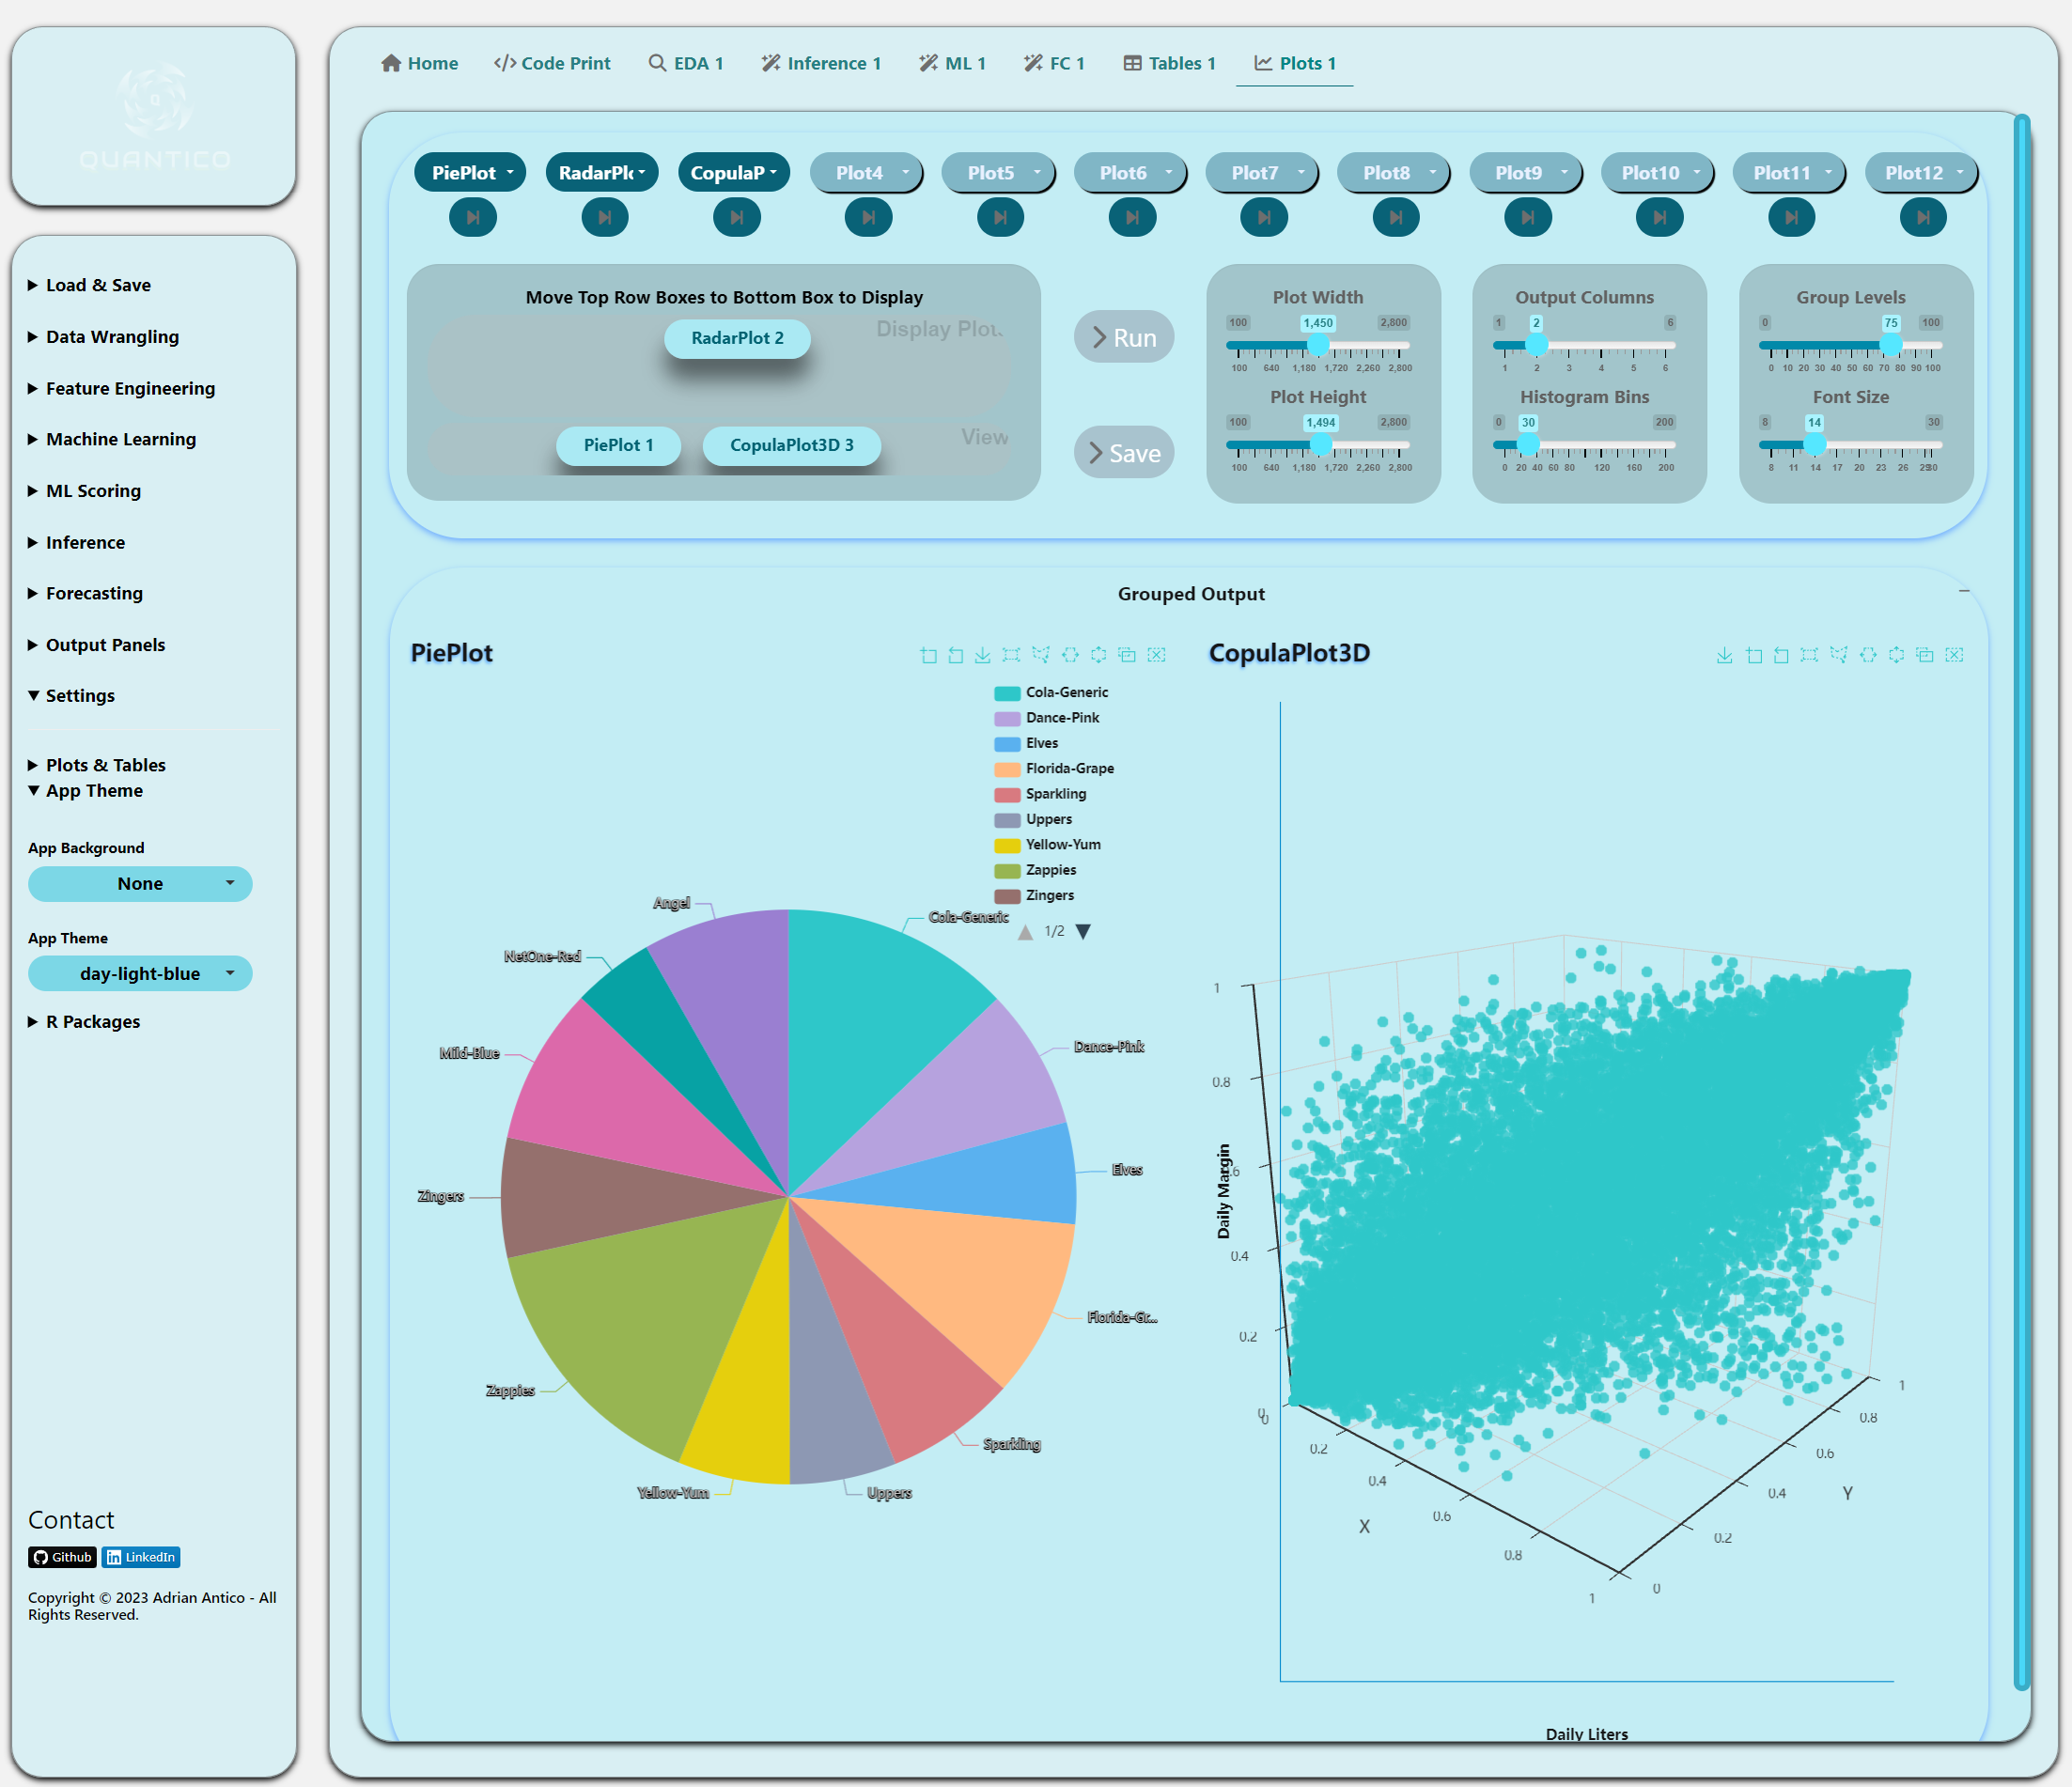 QUANTICO
Load & Save
Data Wrangling
Feature Engineering
Machine Learning
ML Scoring
Inference
Forecasting
Output Panels
Settings
Plots & Tables
App Theme
App Background
None
App Theme
day-light-blue
R Packages
Contact
Github LinkedIn
Copyright © 2023 Adrian Antico - All
Rights Reserved.
Home </> Code Print EDA 1 Inference 1 ML 1 FC 1 Tables 1 Plots 1
PiePlot RadarPlo CopulaP Plot4 Plot5 Plot6 Plot7 Plot8 Plot9 Plot10 Plot11 Plot12
Move Top Row Boxes to Bottom Box to Display
Display Plot.
RadarPlot 2
View
PiePlot 1 CopulaPlot3D 3
Run
Save
Plot Width
100 1,450 2,800
100 640 1,180 1,720 2,260 2,800
Plot Height
100 1,494 2,800
100 640 1,180 1,720 2,260 2,800
Output Columns
1 2 6
1 2 3 4 5 6
Histogram Bins
0 30 200
0 20 40 60 80 120 160 200
Group Levels
0 75 100
0 10 20 30 40 50 60 70 80 90 100
Font Size
8 14 30
8 11 14 17 20 23 26 29 30
Grouped Output
PiePlot
Cola-Generic
Dance-Pink
Elves
Florida-Grape
Sparkling
Uppers
Yellow-Yum
Zappies
Zingers
1/2
Angel
Cola-Generic
NetOne-Red
Dance-Pink
Mild-Blue
Elves
Zingers
Florida-Gr...
Zappies
Sparkling
Yellow-Yum
Uppers
CopulaPlot3D
1
0.8
.6
0.4
0.2
0
Daily Margin
0
0.2
0.4
0.6
0.8
1
X
0
0.2
0.4
0.6
0.8
1
Y
Daily Liters